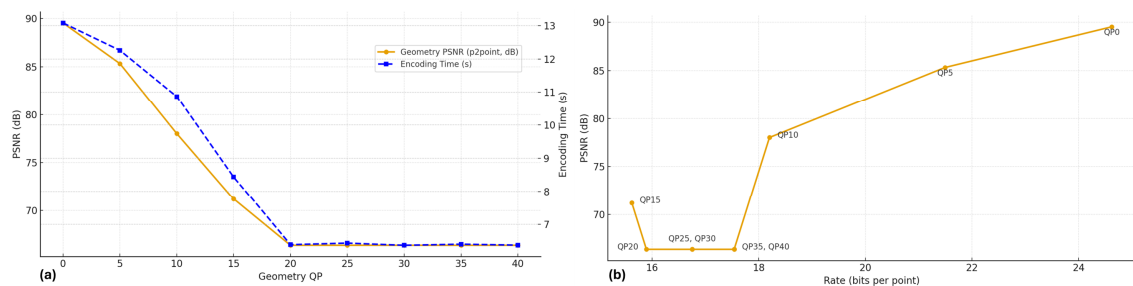 90
85
80
75
70
PSNR (dB)
13
12
11
10
9
8
7
Encoding Time (s)
Geometry PSNR (p2point, dB)
Encoding Time (s)
0 5 10 15 20 25 30 35 40
Geometry QP
(a)
90
85
80
75
70
PSNR (dB)
QP0
QP5
QP10
QP15
QP25, QP30
QP20
QP35, QP40
16 18 20 22 24
Rate (bits per point)
(b)